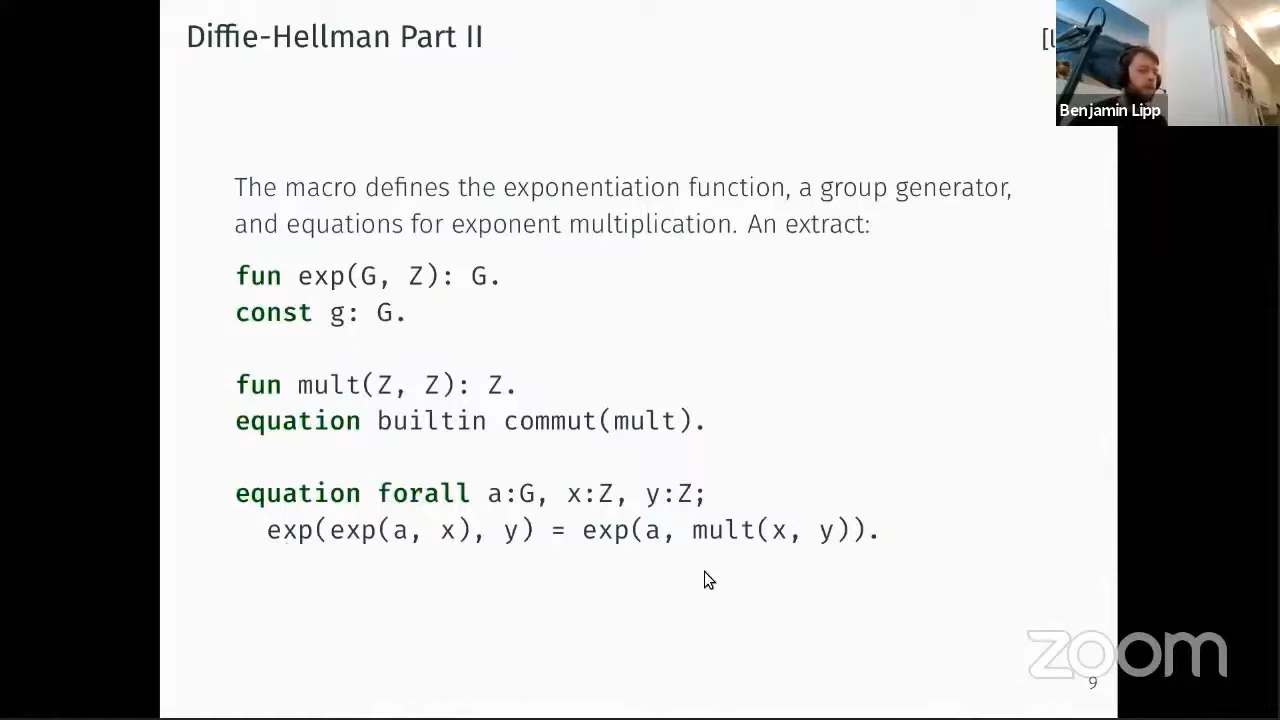 Diffie-Hellman Part II
Benjamin Lipp
The macro defines the exponentiation function, a group generator,
and equations for exponent multiplication. An extract:
fun exp(G, Z): G.
const g: G.
fun mult(Z, Z): Z.
equation builtin commut(mult).
equation forall a:G, x:Z, y:Z;
exp(exp(a, x), y) = exp(a, mult(x, y)).
zoom
9